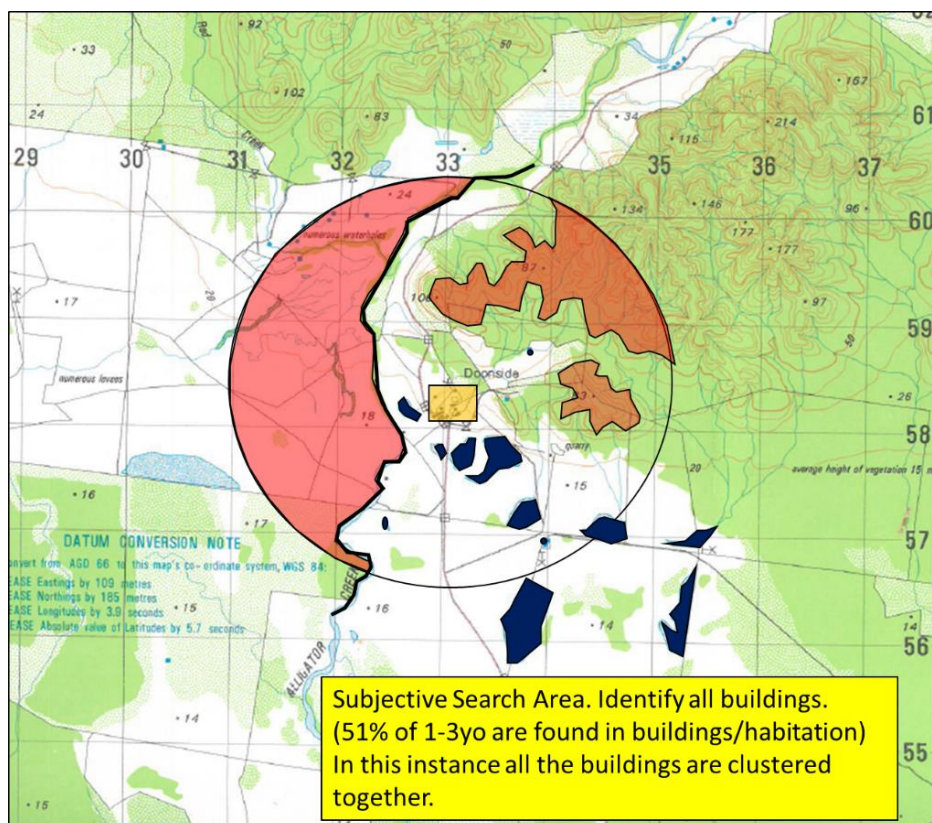 92
33
50
167
102
24
83
34
116
214
61
Creek
29 30 31 32 33 35 36 37
24
134
146
96
60
numerous waterholes
177
87
177
20
17
106
97
59
50
Doonside
numerous levees
26
18
58
quarry
20
average height of vegetation 15 m
15
16
17
57
DATUM CONVERSION NOTE
onvert from AGD 66 to this map's co-ordinate system, WGS 84:
EASE Eastings by 109 metres
EASE Northings by 185 metres
EASE Longitudes by 3.9 seconds
EASE Absolute value of Latitudes by 5.7 seconds
15
16
14
14
56
ALLIGATOR
CREEK
14
55
15
Subjective Search Area. Identify all buildings.
(51% of 1-3yo are found in buildings/habitation)
In this instance all the buildings are clustered
together.